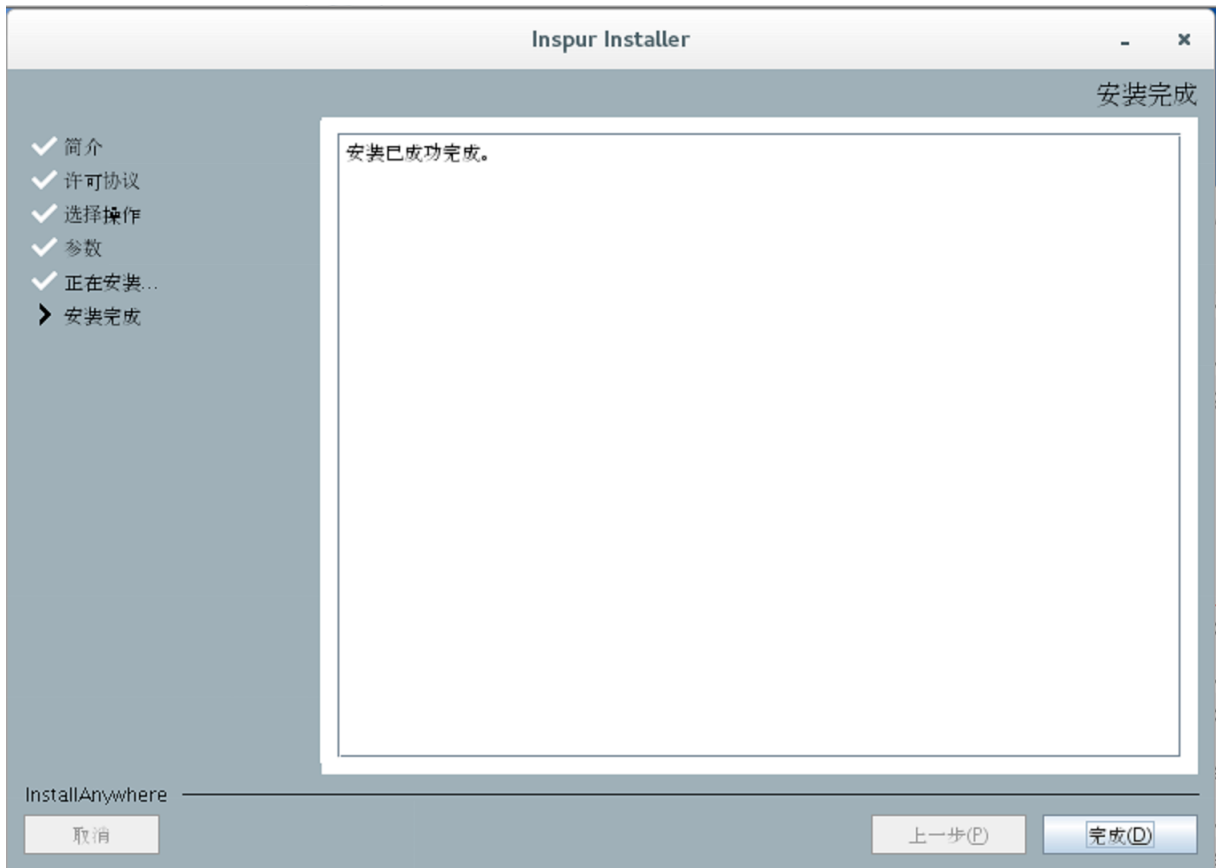 Inspur Installer
安装完成
简介
许可协议
选择操作
参数
正在安装...
安装完成
安装已成功完成。
InstallAnywhere
取消
上一步(P)
完成(D)